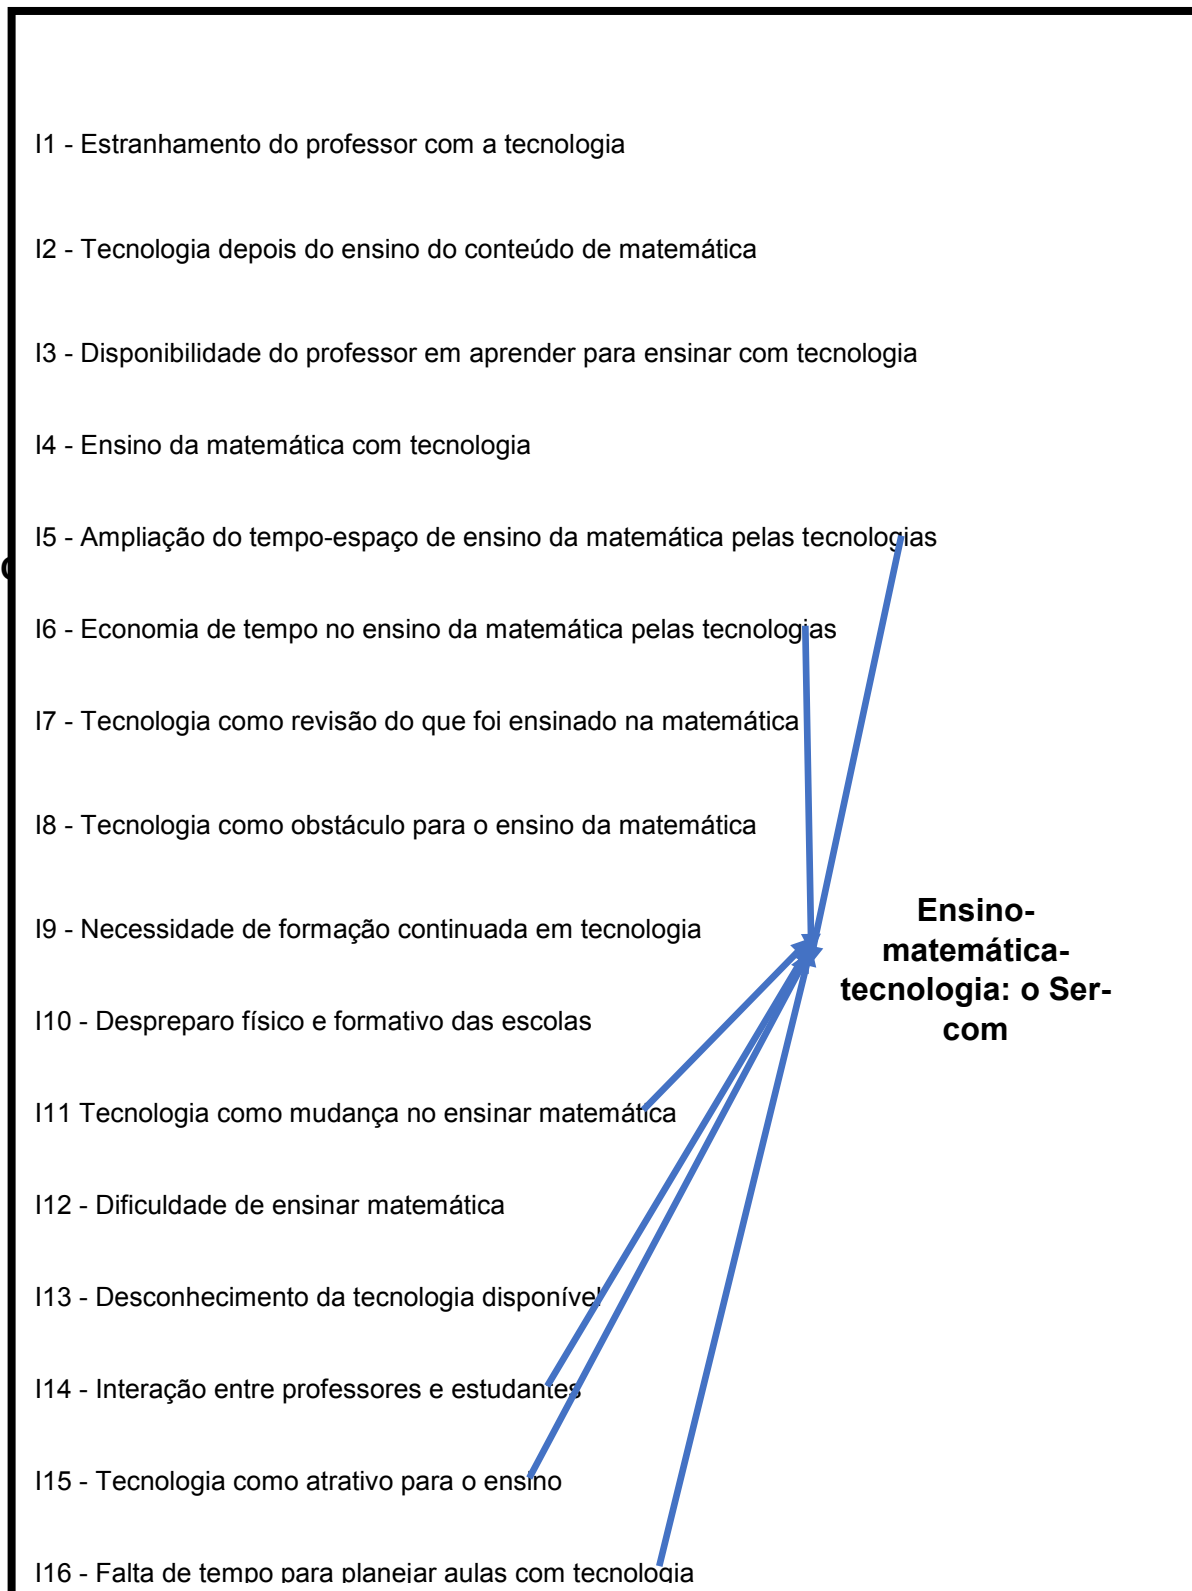 I1 - Estranhamento do professor com a tecnologia
I2 - Tecnologia depois do ensino do conteúdo de matemática
I3 - Disponibilidade do professor em aprender para ensinar com tecnologia
I4 - Ensino da matemática com tecnologia
I5 - Ampliação do tempo-espaço de ensino da matemática pelas tecnologias
I6 - Economia de tempo no ensino da matemática pelas tecnologias
I7 - Tecnologia como revisão do que foi ensinado na matemática
I8 - Tecnologia como obstáculo para o ensino da matemática
I9 - Necessidade de formação continuada em tecnologia
I10 - Despreparo físico e formativo das escolas
I11 Tecnologia como mudança no ensinar matemática
I12 - Dificuldade de ensinar matemática
I13 - Desconhecimento da tecnologia disponível
I14 - Interação entre professores e estudantes
I15 - Tecnologia como atrativo para o ensino
I16 - Falta de tempo para planejar aulas com tecnologia
Ensino-
matemática-
tecnologia: o Ser-
com